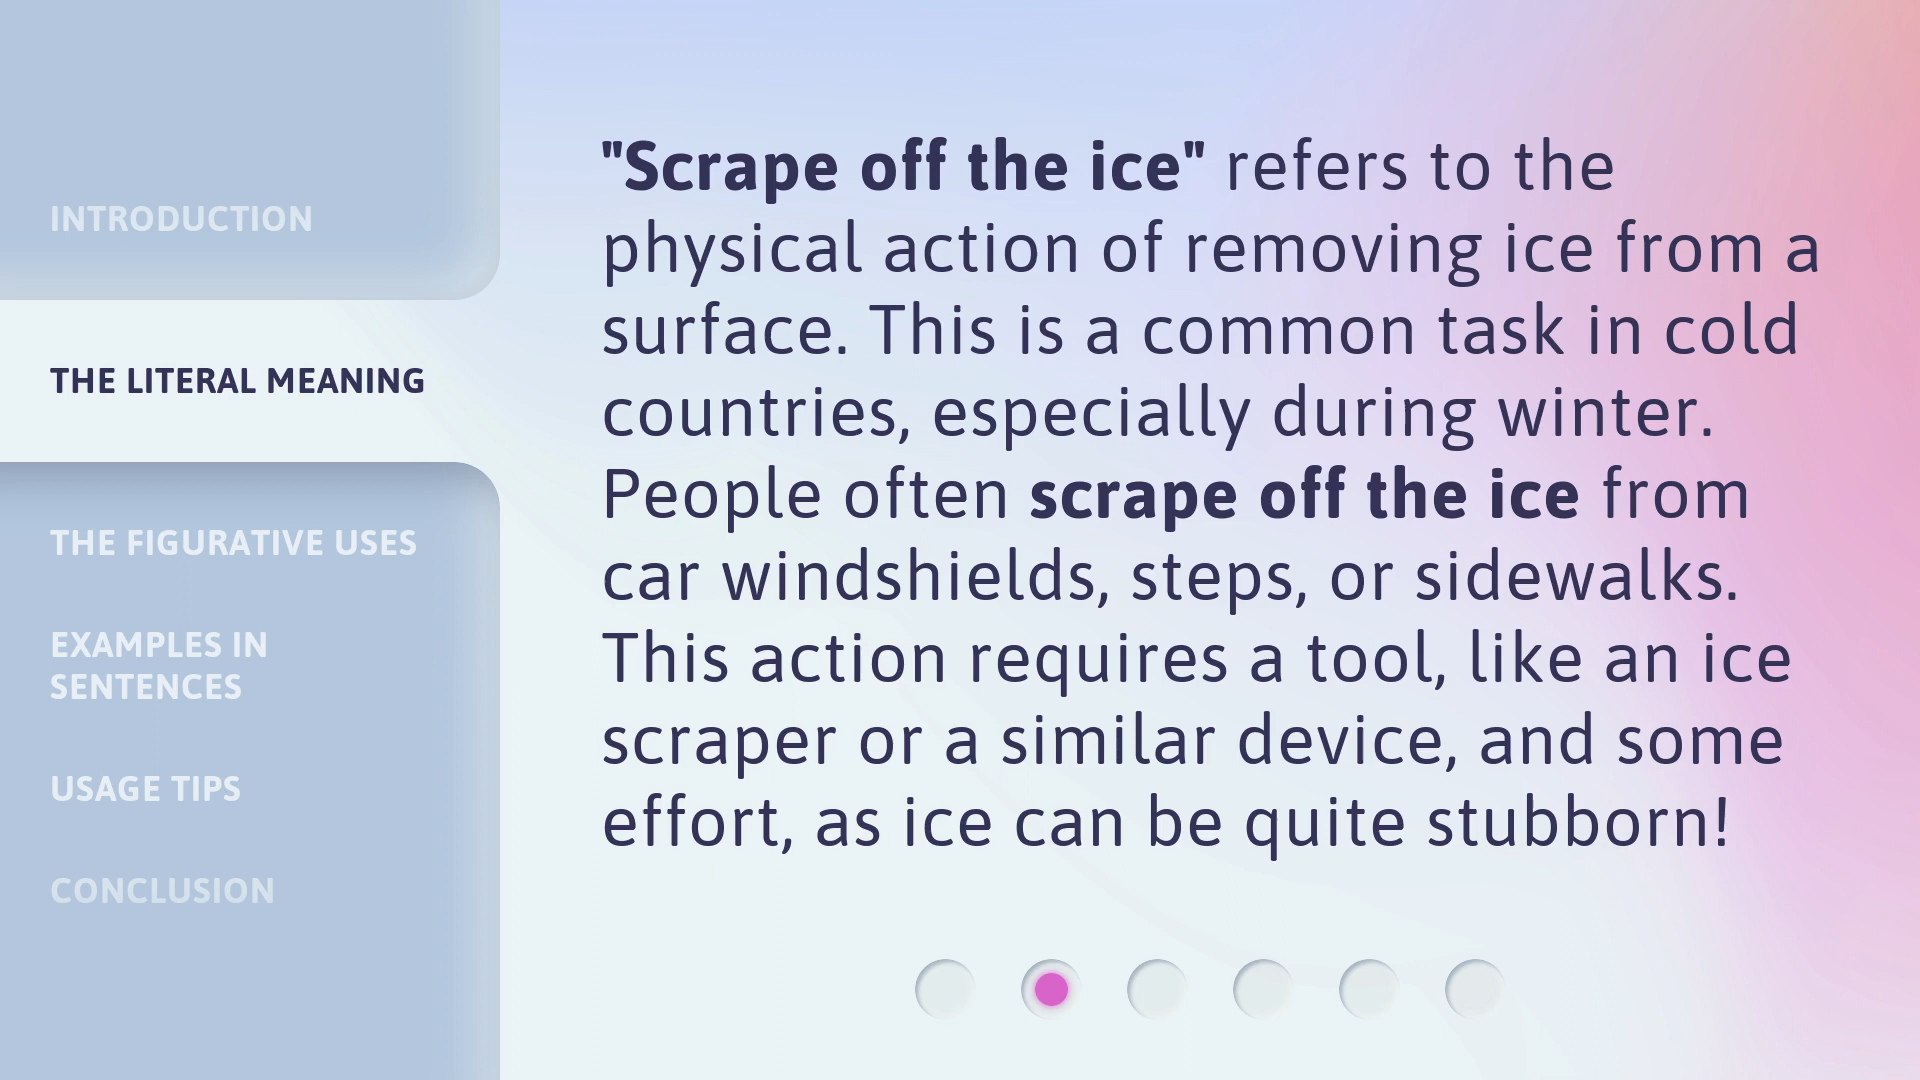 INTRODUCTION
THE LITERAL MEANING
THE FIGURATIVE USES
EXAMPLES IN
SENTENCES
USAGE TIPS
CONCLUSION
"Scrape off the ice" refers to the
physical action of removing ice from a
surface. This is a common task in cold
countries, especially during winter.
People often scrape off the ice from
car windshields, steps, or sidewalks.
This action requires a tool, like an ice
scraper or a similar device, and some
effort, as ice can be quite stubborn!